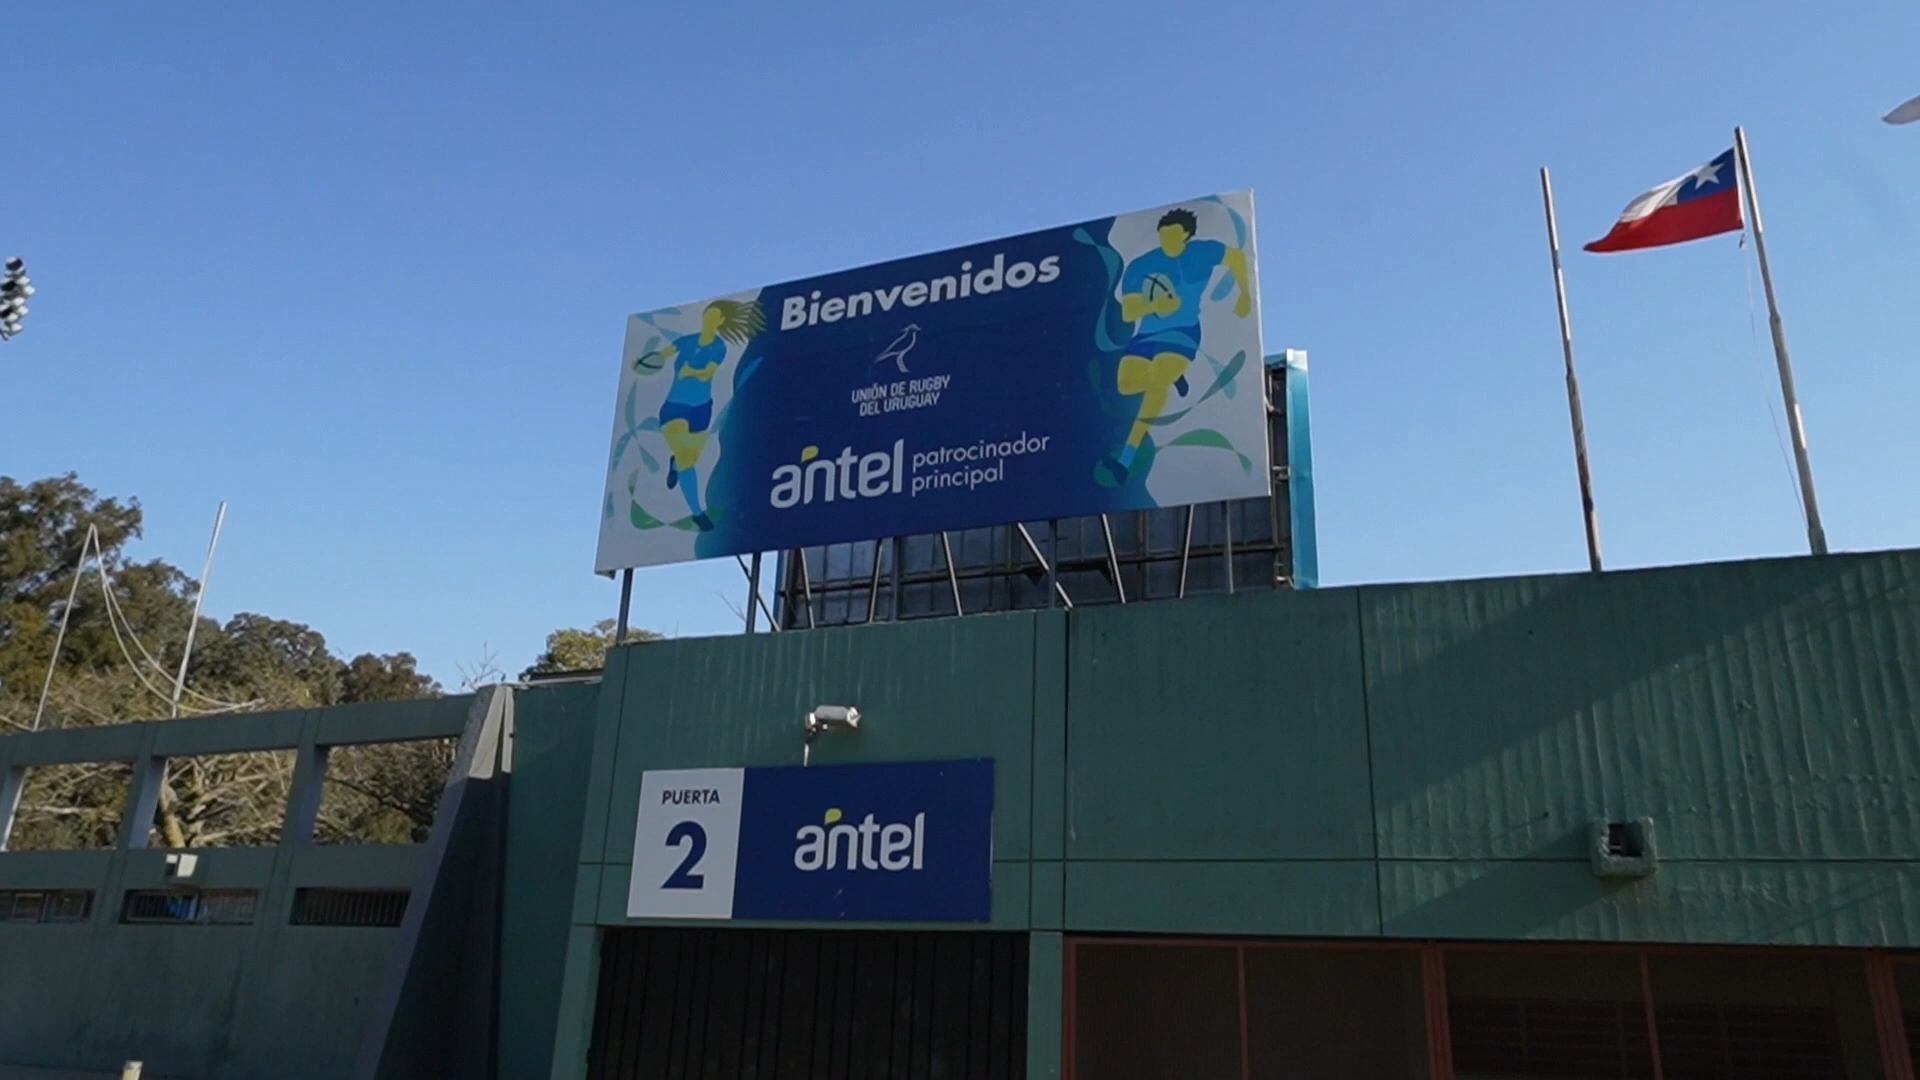 Bienvenidos
UNIÓN DE RUGBY
DEL URUGUAY
antel patrocinador
principal
PUERTA
2
antel